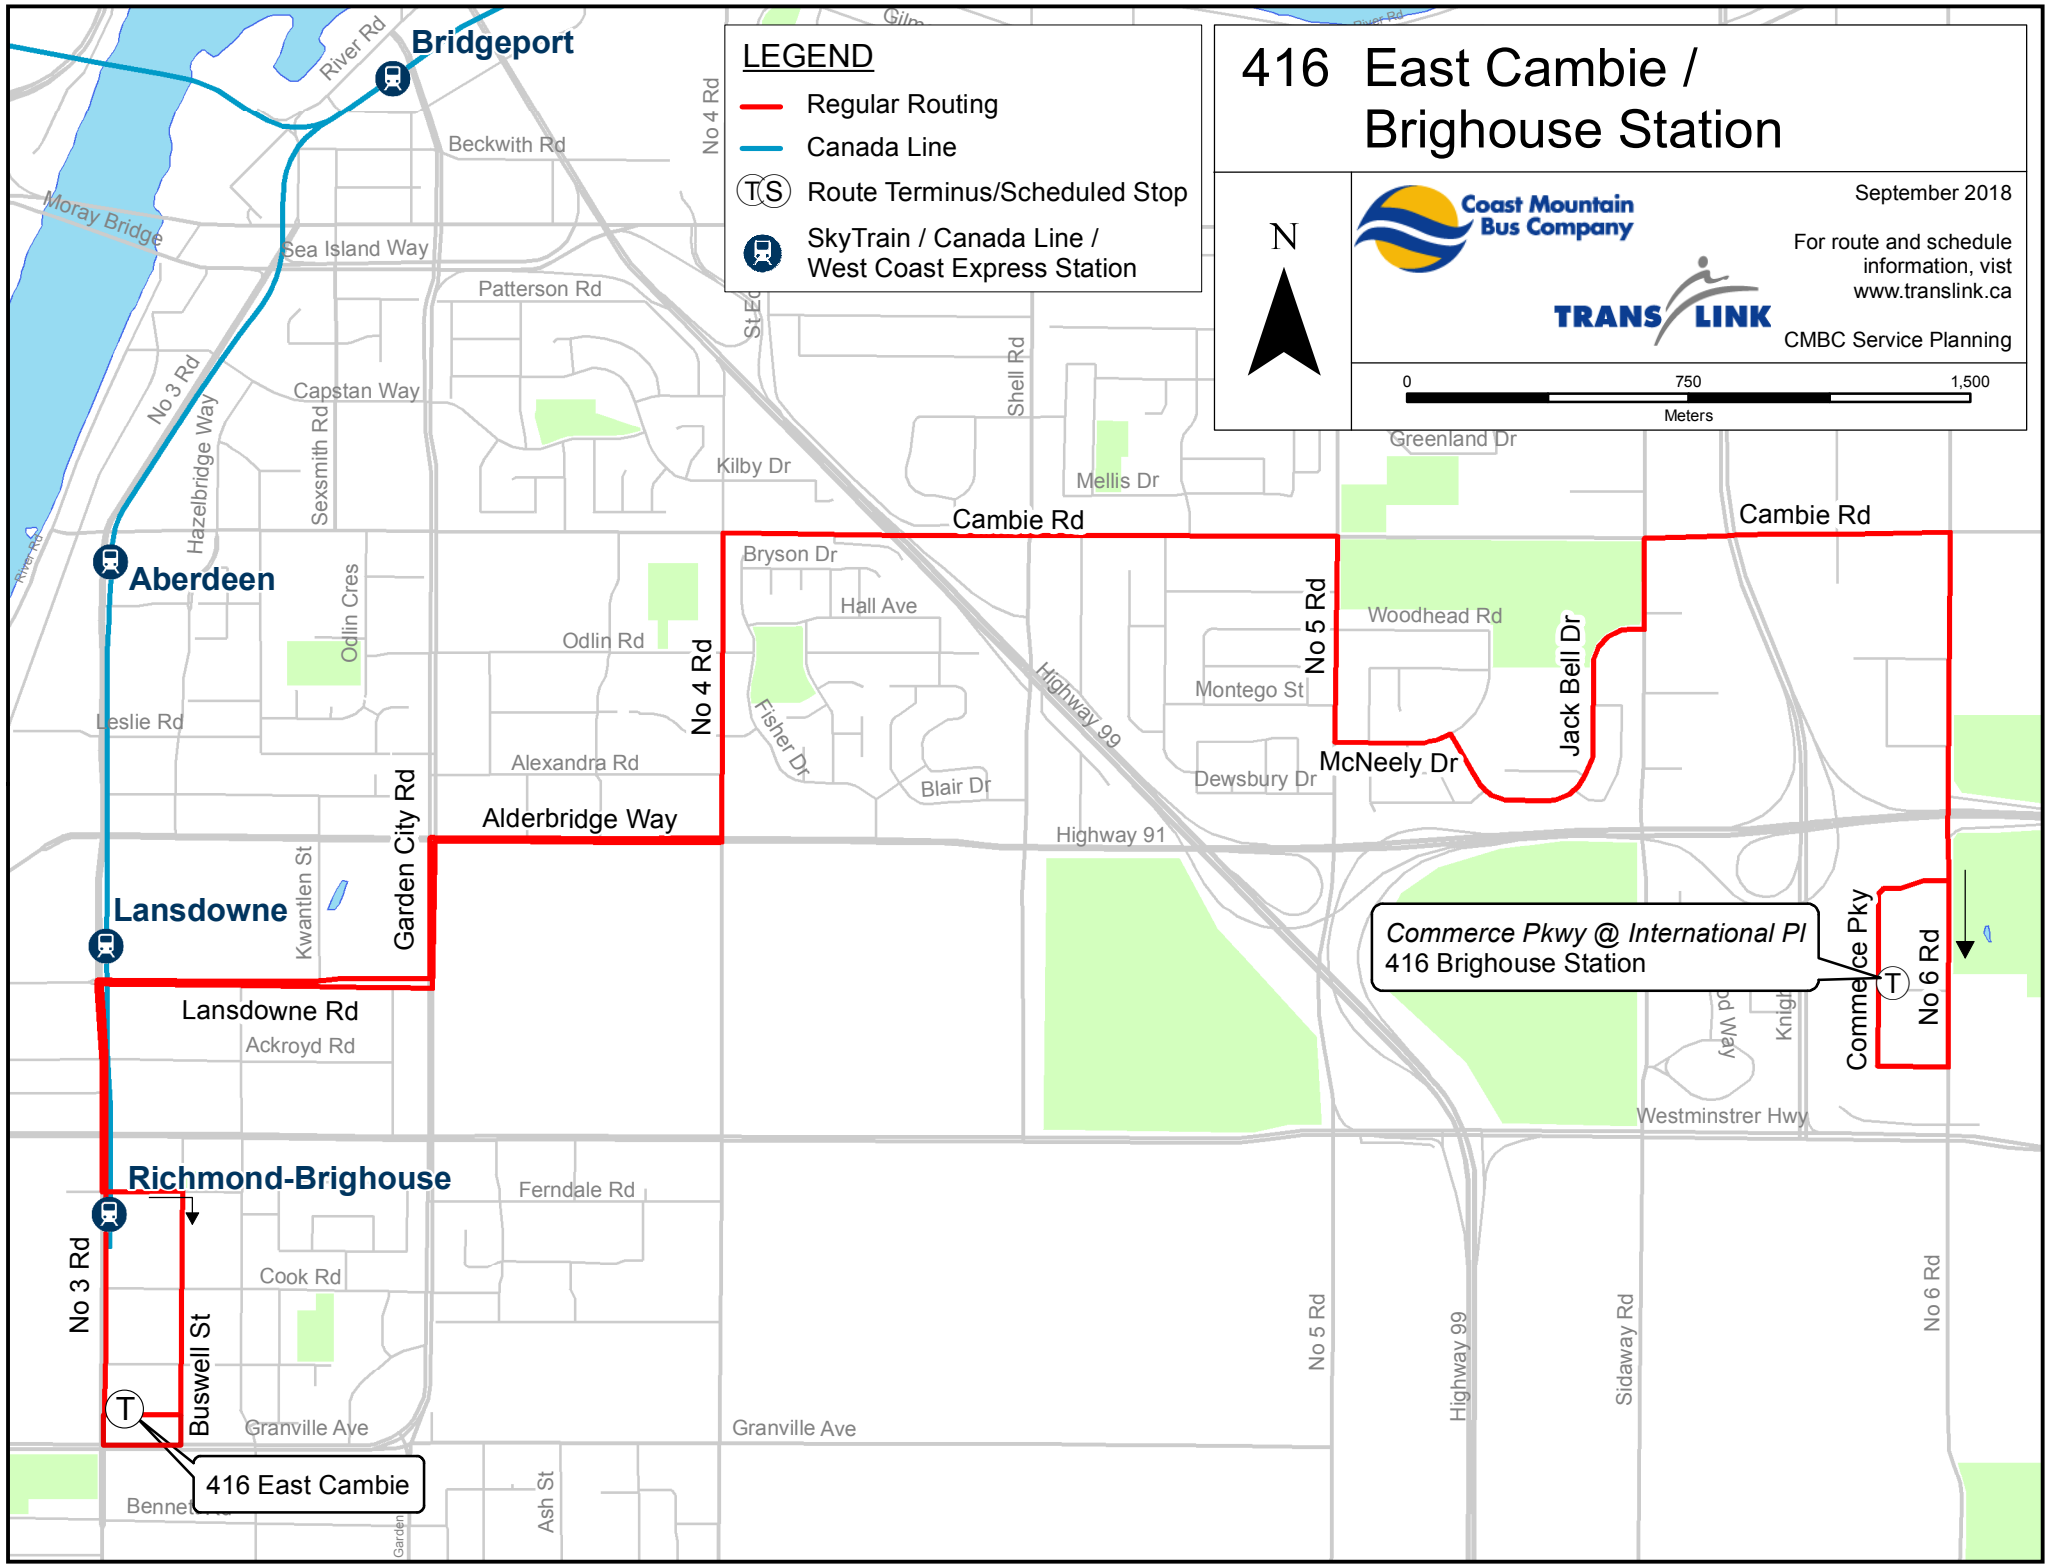 Bridgeport
River Rd
LEGEND
Regular Routing
Canada Line
TS Route Terminus/Scheduled Stop
SkyTrain / Canada Line /
West Coast Express Station
416 East Cambie /
Brighouse Station
N
Coast Mountain
Bus Company
TRANS LINK
September 2018
For route and schedule
information, vist
www.translink.ca
CMBC Service Planning
0 750 1,500
Meters
No 4 Rd
Beckwith Rd
Moray Bridge
Sea Island Way
Patterson Rd
Shell Rd
No 3 Rd
Capstan Way
Hazelbridge Way
Sexsmith Rd
Kilby Dr
Mellis Dr
Greenland Dr
River Rd
Cambie Rd
Cambie Rd
Aberdeen
Bryson Dr
Hall Ave
Odlin Cres
Odlin Rd
No 4 Rd
No 5 Rd
Woodhead Rd
Jack Bell Dr
Montego St
Highway 99
Leslie Rd
Fisher Dr
Alexandra Rd
McNeely Dr
Dewsbury Dr
Blair Dr
Garden City Rd
Alderbridge Way
Highway 91
Kwantlen St
Lansdowne
Commerce Pkwy @ International Pl
416 Brighouse Station
Commerce Pky
T
No 6 Rd
Lansdowne Rd
Ackroyd Rd
Westminstrer Hwy
Richmond-Brighouse
Ferndale Rd
No 3 Rd
Cook Rd
Buswell St
No 5 Rd
Highway 99
Sidaway Rd
No 6 Rd
T
Granville Ave
Granville Ave
416 East Cambie
Ash St
Garden